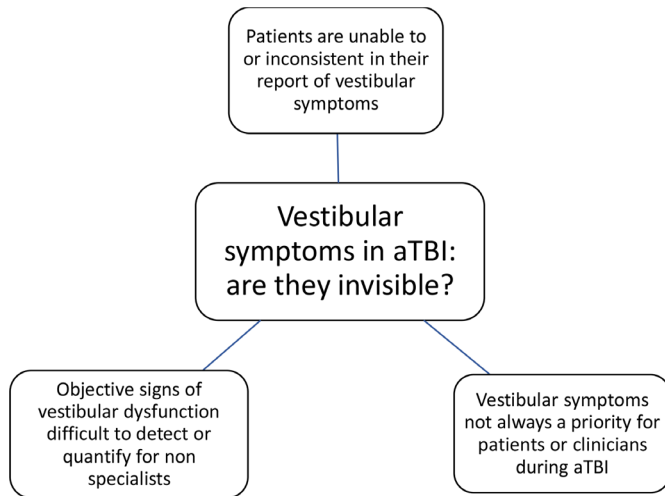 Patients are unable to
or inconsistent in their
report of vestibular
symptoms
Vestibular
symptoms in aTBI:
are they invisible?
Objective signs of
vestibular dysfunction
difficult to detect or
quantify for non
specialists
Vestibular symptoms
not always a priority for
patients or clinicians
during aTBI